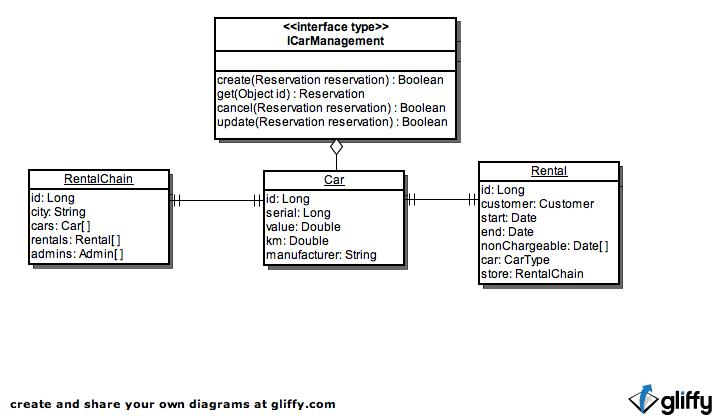 <<interface type>>
ICarManagement
create(Reservation reservation) : Boolean
get(Object id) : Reservation
cancel(Reservation reservation) : Boolean
update(Reservation reservation) : Boolean
RentalChain
id: Long
city: String
cars: Car[ ]
rentals: Rental[ ]
admins: Admin[ ]
Car
id: Long
serial: Long
value: Double
km: Double
manufacturer: String
Rental
id: Long
customer: Customer
start: Date
end: Date
nonChargeable: Date[ ]
car: CarType
store: RentalChain
create and share your own diagrams at gliffy.com
gliffy